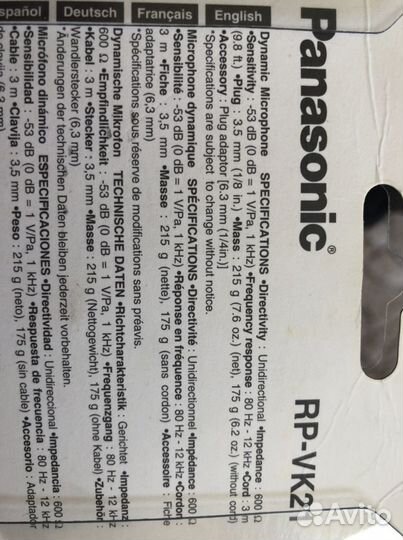 Panasonic®
RP-VK21
English
Dynamic Microphone SPECIFICATIONS •Directivity : Unidirectional •Impedance : 600 Ω
•Sensitivity : -53 dB (0 dB = 1 V/Pa, 1 kHz) •Frequency response : 80 Hz - 12 kHz •Cord : 3 m
(9.8 ft.) •Plug : 3,5 mm (1/8 in.) •Mass : 215 g (7.6 oz.) (net), 175 g (6.2 oz.) (without cord)
•Accessory : Plug adaptor [6.3 mm (1/4in.)]
*Specifications are subject to change without notice.
Français
Microphone dynamique SPÉCIFICATIONS •Directivité : Unidirectionnel •Impédance : 600 Ω
•Sensibilité : -53 dB (0 dB = 1 V/Pa, 1 kHz) •Réponse en fréquence : 80 Hz - 12 kHz •Cordon :
3 m •Fiche : 3,5 mm •Masse : 215 g (nette), 175 g (sans cordon) •Accessoire : Fiche
adaptatrice (6,3 mm)
*Spécifications sous réserve de modifications sans préavis.
Deutsch
Dynamische Mikrofon TECHNISCHE DATEN •Richtcharakteristik : Gerichtet •Impedanz :
600 Ω •Empfindlichkeit : -53 dB (0 dB = 1 V/Pa, 1 kHz) •Frequenzgang : 80 Hz - 12 kHz
•Kabel : 3 m •Stecker : 3,5 mm •Masse : 215 g (Nettogewicht), 175 g (ohne Kabel) •Zubehör :
Wandlerstecker (6,3 mm)
*Änderungen der technischen Daten bleiben jederzeit vorbehalten.
Español
Micrófono dinámico ESPECIFICACIONES •Directividad : Unidireccional •Impedancia : 600 Ω
•Sensibilidad : -53 dB (0 dB = 1 V/Pa, 1 kHz) •Respuesta de frecuencia : 80 Hz - 12 kHz
•Cable : 3 m •Clavija : 3,5 mm •Peso : 215 g (neto), 175 g (sin cable) •Accesorio : Adaptador
de clavija (6,3 mm)
Avito